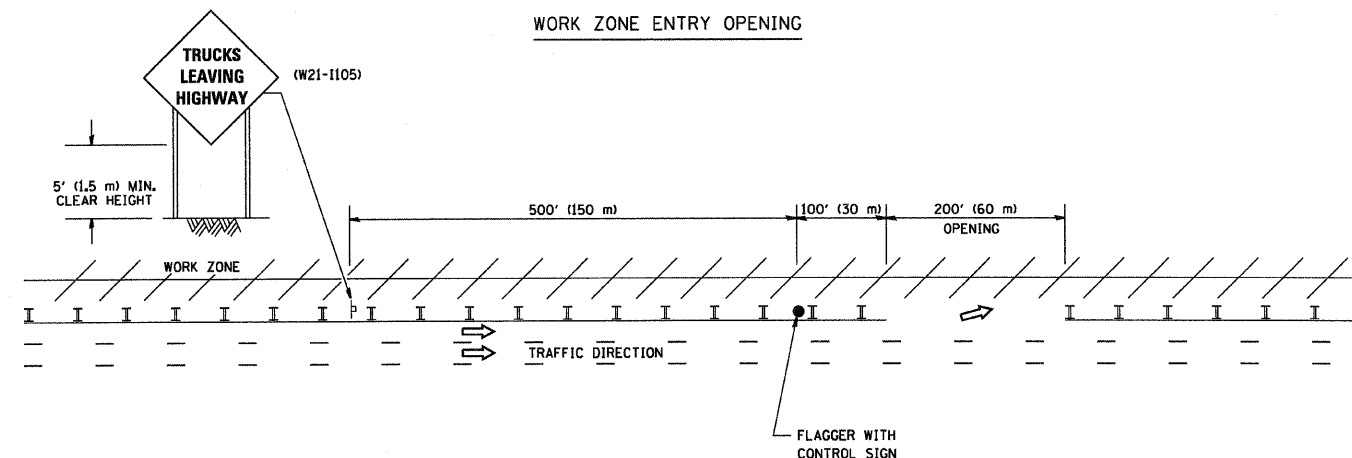 WORK ZONE ENTRY OPENING
TRUCKS
LEAVING
HIGHWAY
(W21-I105)
5' (1.5 m) MIN.
CLEAR HEIGHT
500' (150 m)
100' (30 m)
200' (60 m)
OPENING
WORK ZONE
TRAFFIC DIRECTION
FLAGGER WITH
CONTROL SIGN